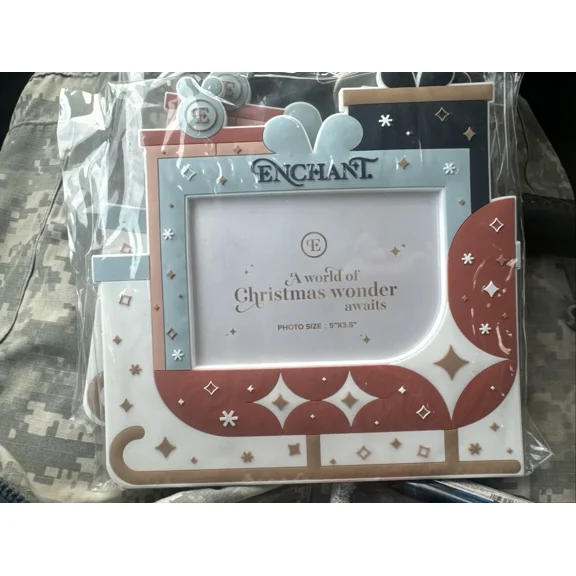 E
E
ENCHANT.
E
A world of
Christmas wonder
awaits
PHOTO SIZE : 5"X3.5"